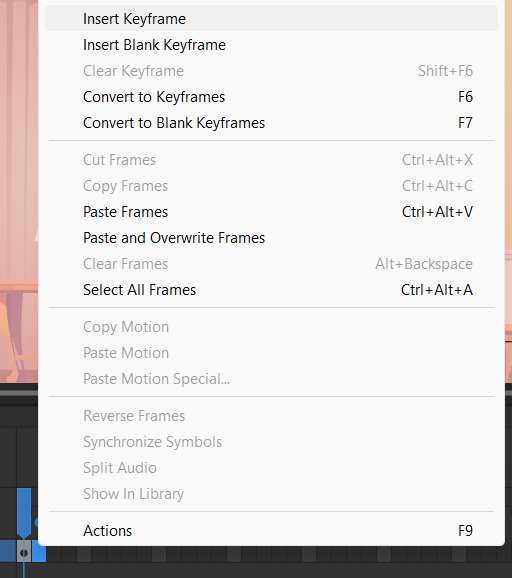 Insert Keyframe
Insert Blank Keyframe
Clear Keyframe Shift+F6
Convert to Keyframes F6
Convert to Blank Keyframes F7
Cut Frames Ctrl+Alt+X
Copy Frames Ctrl+Alt+C
Paste Frames Ctrl+Alt+V
Paste and Overwrite Frames
Clear Frames Alt+Backspace
Select All Frames Ctrl+Alt+A
Copy Motion
Paste Motion
Paste Motion Special...
Reverse Frames
Synchronize Symbols
Split Audio
Show In Library
Actions F9